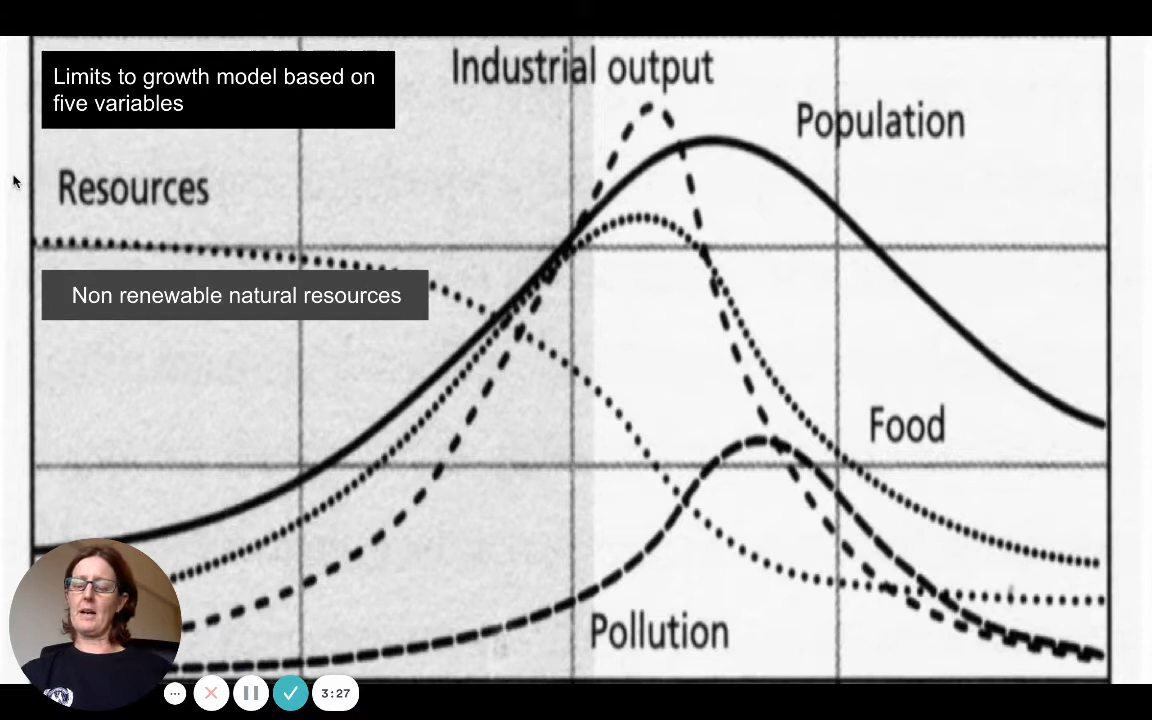 Limits to growth model based on
five variables
Industrial output
Population
Resources
Non renewable natural resources
Food
Pollution
3:27